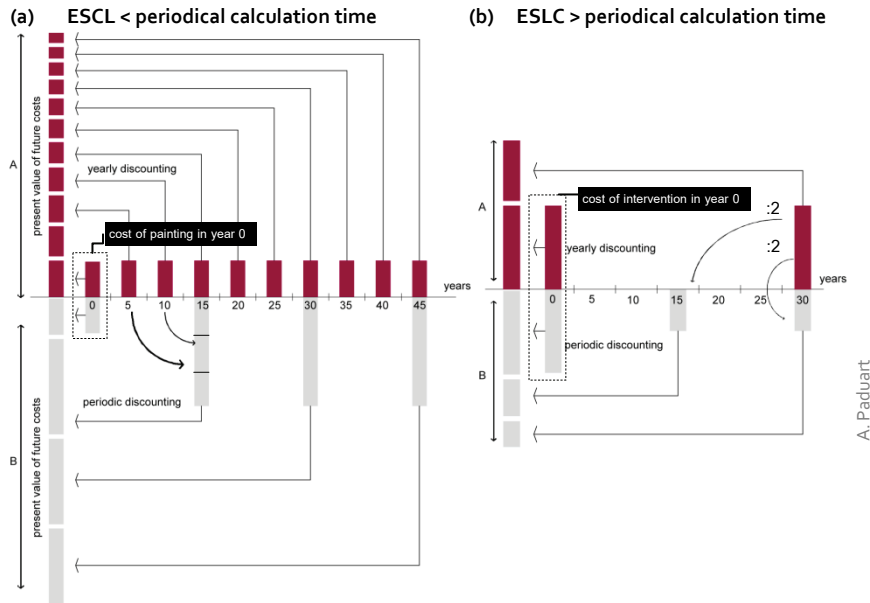 (a) ESCL < periodical calculation time
present value of future costs
A
yearly discounting
cost of painting in year 0
years
0 5 10 15 20 25 30 35 40 45
periodic discounting
B
present value of future costs
(b) ESLC > periodical calculation time
cost of intervention in year 0
:2
A
:2
yearly discounting
years
0 5 10 15 20 25 30
periodic discounting
B
A. Paduart